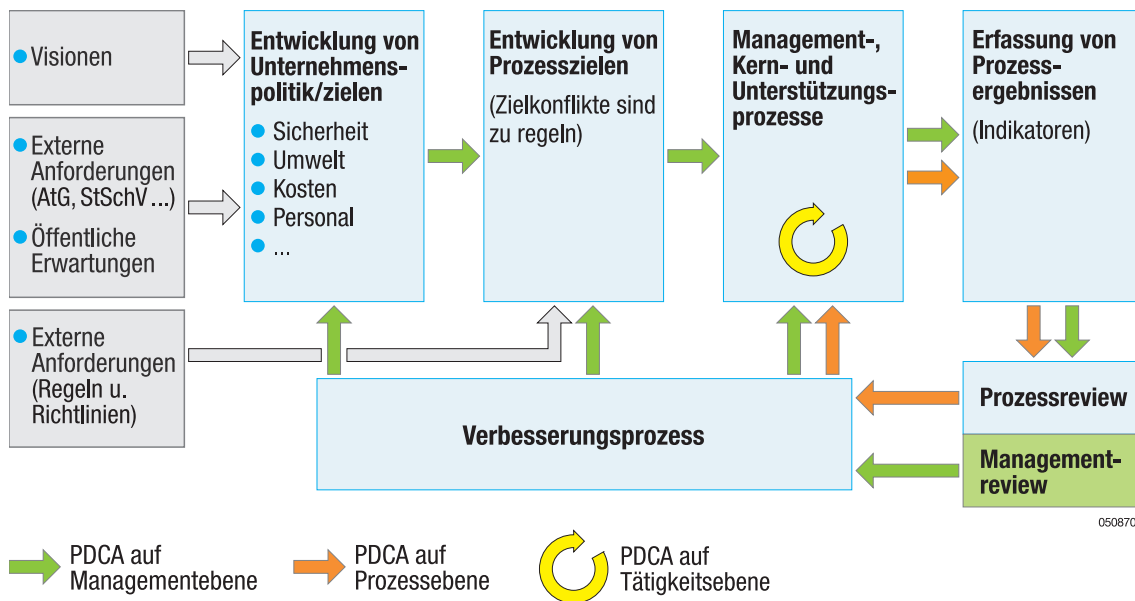 Visionen
Externe
Anforderungen
(AtG, StSchV ...)
Öffentliche
Erwartungen
Externe
Anforderungen
(Regeln u.
Richtlinien)
Entwicklung von
Unternehmens-
politik/zielen
Sicherheit
Umwelt
Kosten
Personal
...
Entwicklung von
Prozesszielen
(Zielkonflikte sind
zu regeln)
Management-,
Kern- und
Unterstützungs-
prozesse
Erfassung von
Prozess-
ergebnissen
(Indikatoren)
Verbesserungsprozess
Prozessreview
Management-
review
050870
PDCA auf
Managementebene
PDCA auf
Prozessebene
PDCA auf
Tätigkeitsebene